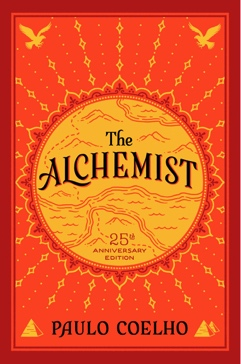 The
ALCHEMIST
25th
ANNIVERSARY
EDITION
PAULO COELHO